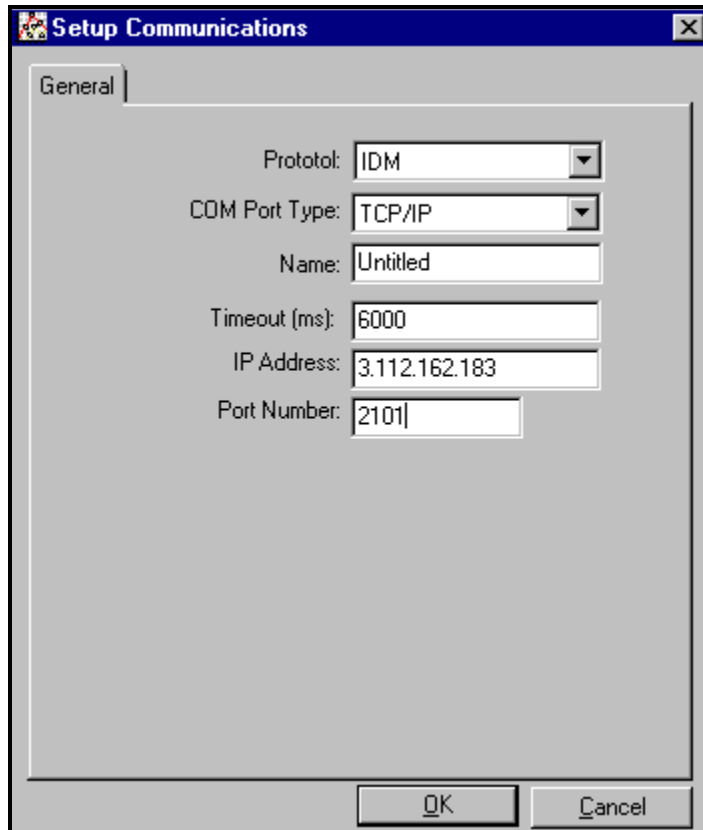 Setup Communications
General
Prototol: IDM
COM Port Type: TCP/IP
Name: Untitled
Timeout (ms): 6000
IP Address: 3.112.162.183
Port Number: 2101
OK Cancel